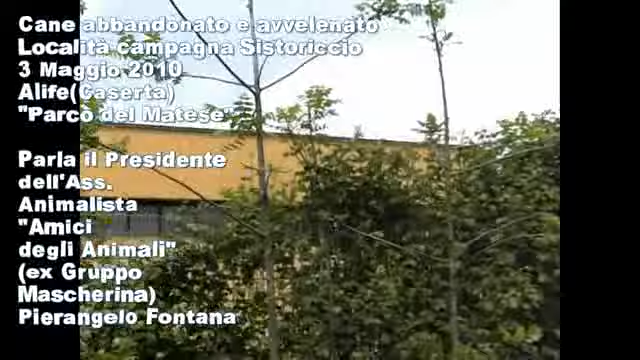 Cane abbandonato e avvelenato
Località campagna Sistoriccio
3 Maggio 2010
Alife(Caserta)
"Parco del Matese"
Parla il Presidente
dell'Ass.
Animalista
"Amici
degli Animali"
(ex Gruppo
Mascherina)
Pierangelo Fontana